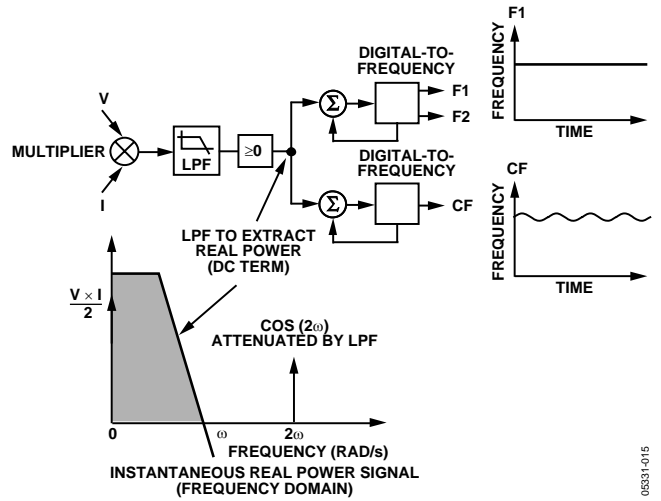 DIGITAL-TO-
FREQUENCY
F1
F2
V
MULTIPLIER
I
LPF
≥0
Σ
DIGITAL-TO-
FREQUENCY
Σ
CF
F1
FREQUENCY
TIME
CF
FREQUENCY
TIME
LPF TO EXTRACT
REAL POWER
(DC TERM)
V × I
2
COS (2ω)
ATTENUATED BY LPF
0
ω
2ω
FREQUENCY (RAD/s)
INSTANTANEOUS REAL POWER SIGNAL
(FREQUENCY DOMAIN)
05331-015